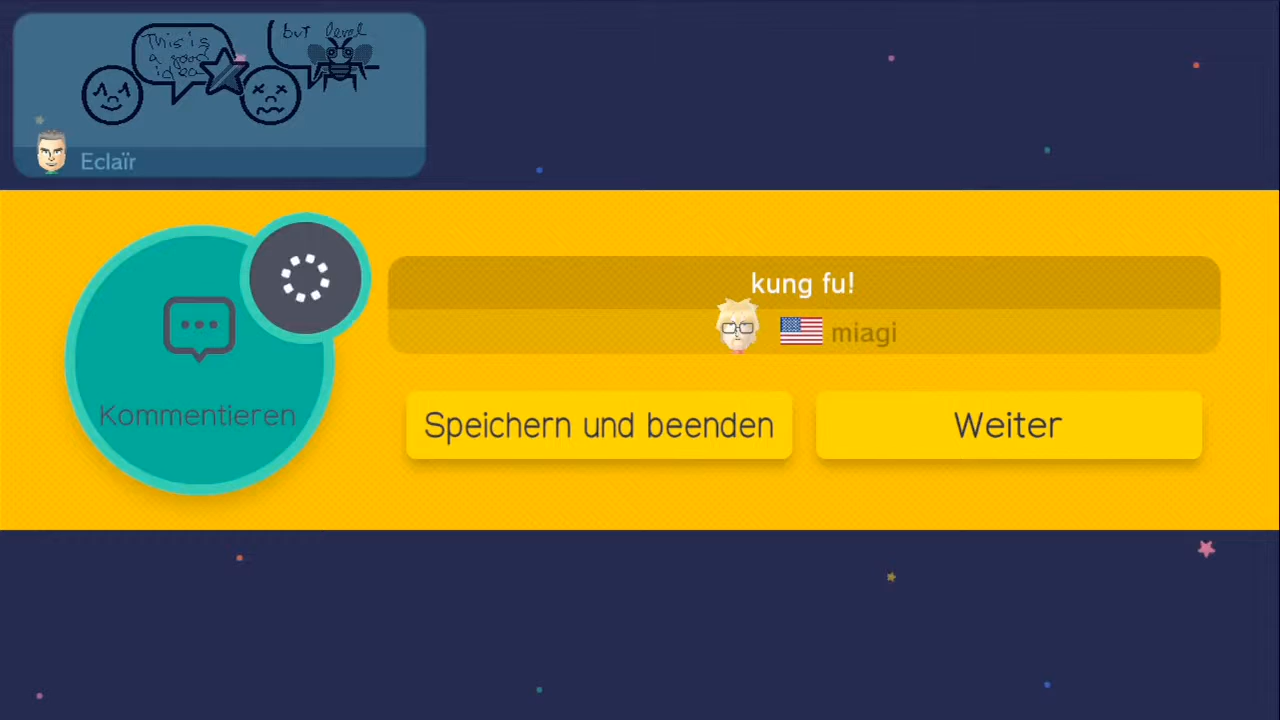 This is
a good
idea
but level
Eclaïr
kung fu!
miagi
Kommentieren
Speichern und beenden
Weiter